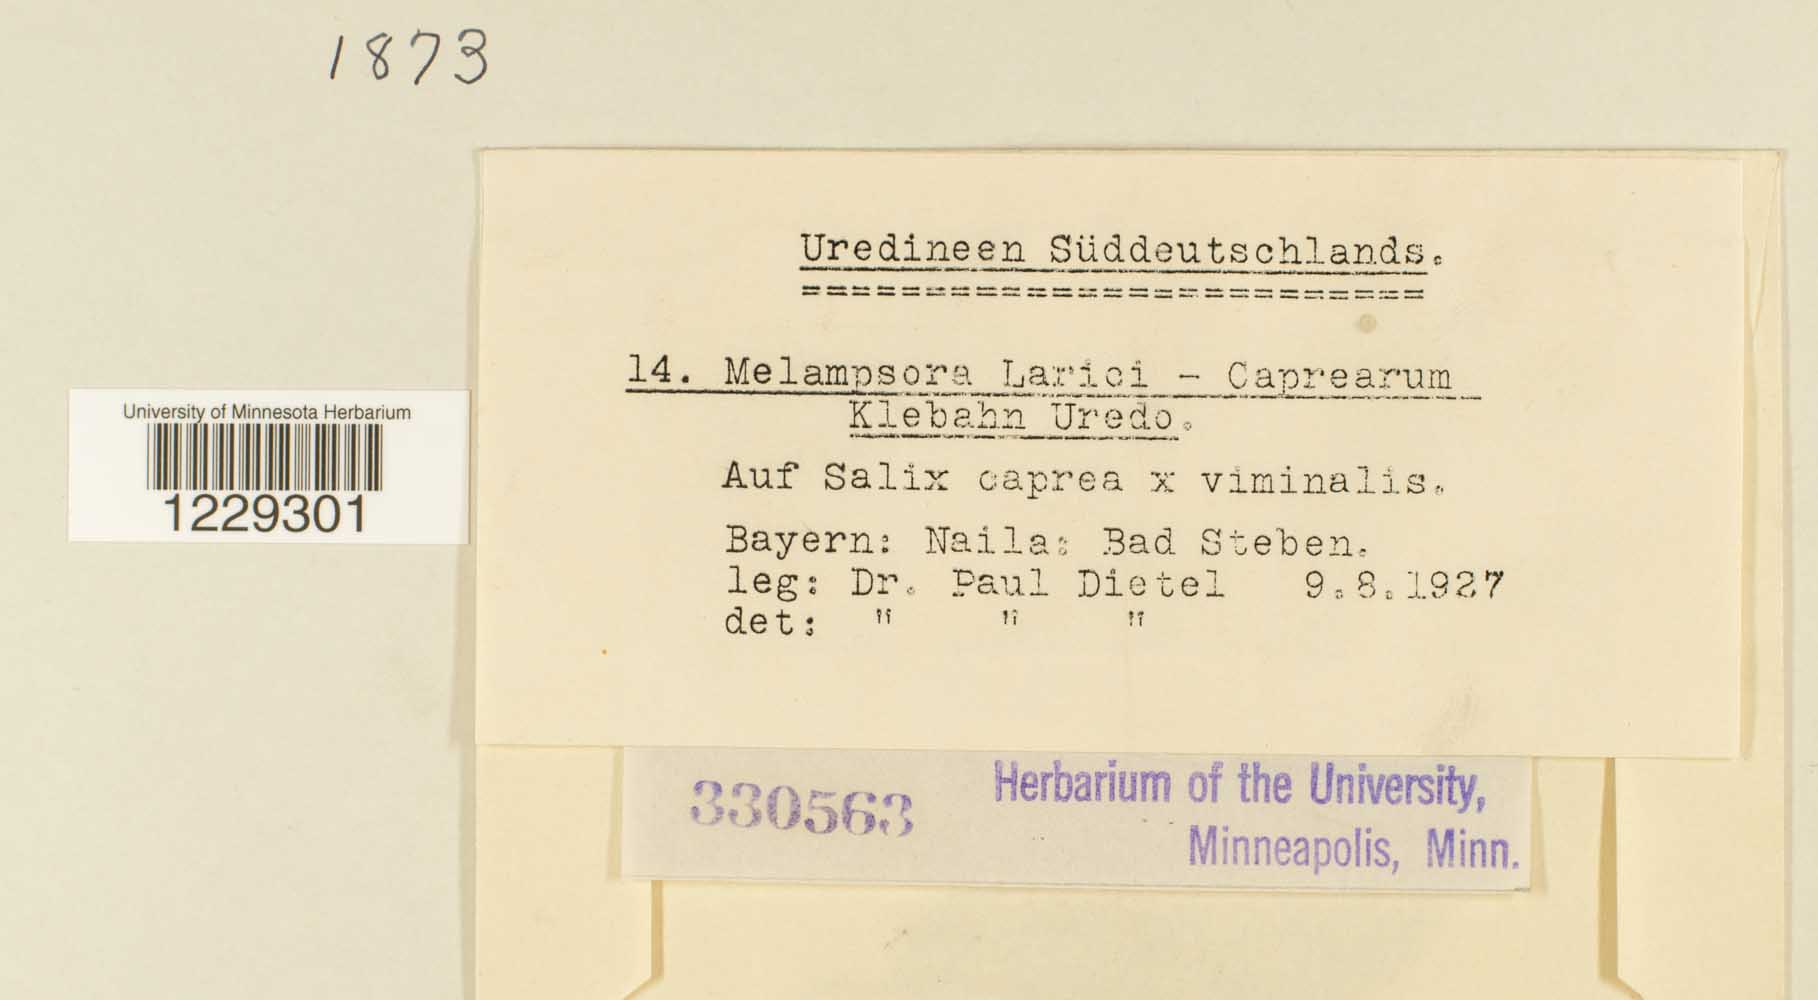 1873
Uredineen Süddeutschlands.
=========================
14. Melampsora Larici - Caprearum
Klebahn Uredo.
Auf Salix caprea x viminalis.
Bayern: Naila: Bad Steben.
leg: Dr. Paul Dietel 9.8.1927
det: " " "
University of Minnesota Herbarium
1229301
330563 Herbarium of the University,
Minneapolis, Minn.